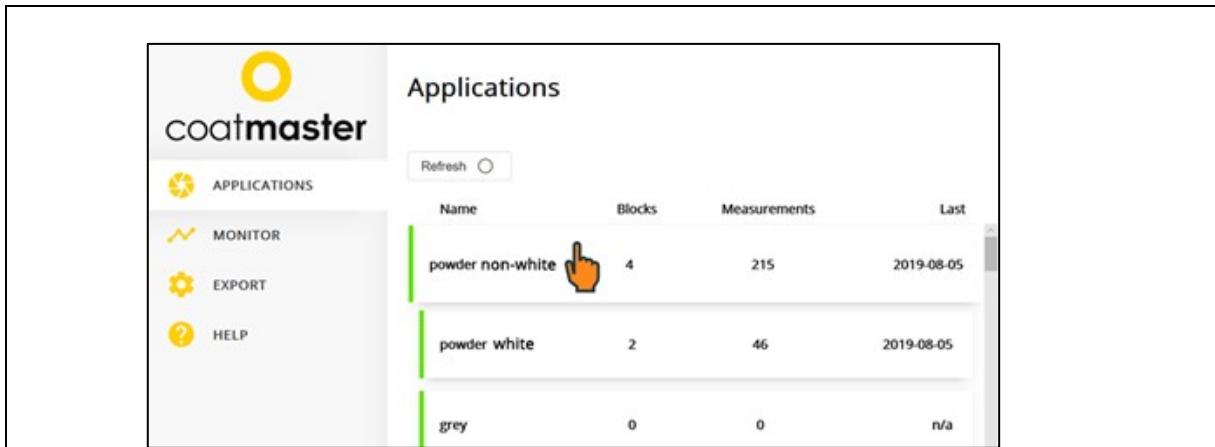 coatmaster
APPLICATIONS
MONITOR
EXPORT
HELP
Applications
Refresh
Name Blocks Measurements Last
powder non-white 4 215 2019-08-05
powder white 2 46 2019-08-05
grey 0 0 n/a